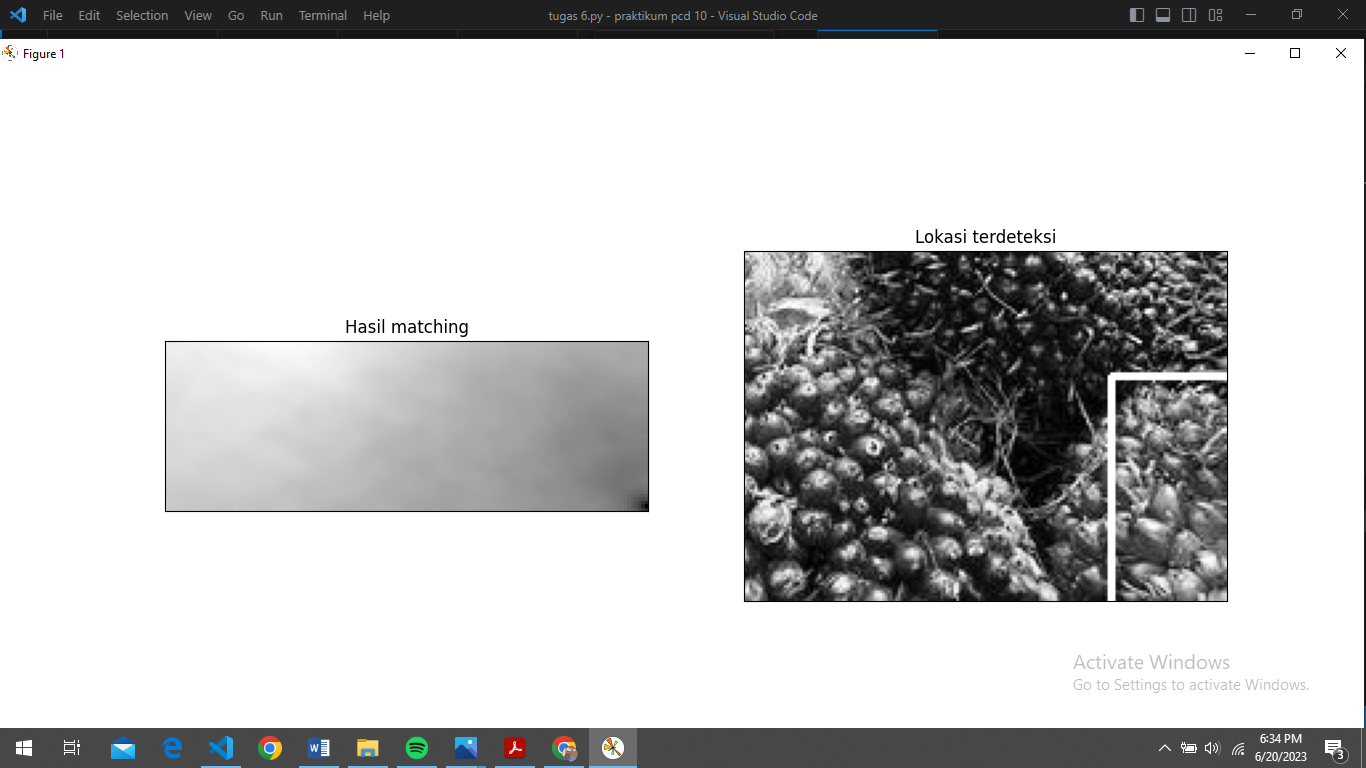 File Edit Selection View Go Run Terminal Help
tugas 6.py - praktikum pcd 10 - Visual Studio Code
Figure 1
Lokasi terdeteksi
Hasil matching
Activate Windows
Go to Settings to activate Windows.
6:34 PM
6/20/2023
3